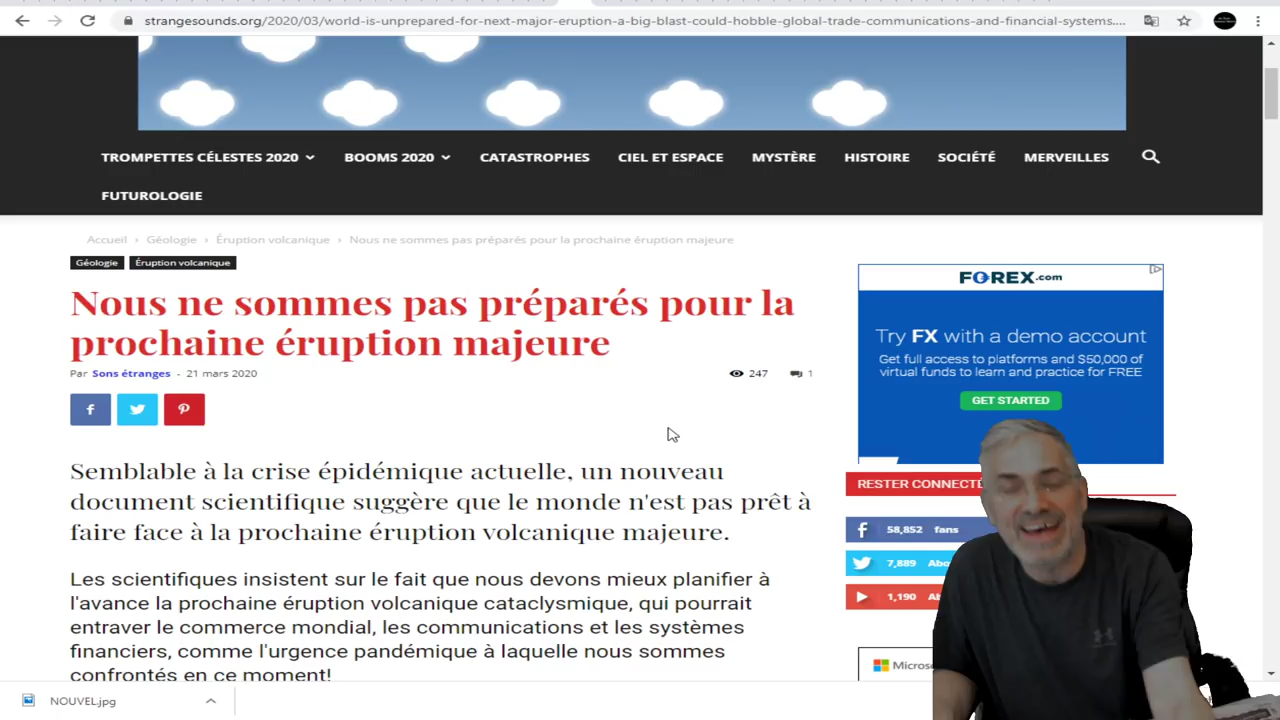 strangesounds.org/2020/03/world-is-unprepared-for-next-major-eruption-a-big-blast-could-hobble-global-trade-communications-and-financial-systems....
TROMPETTES CÉLESTES 2020
BOOMS 2020
CATASTROPHES
CIEL ET ESPACE
MYSTÈRE
HISTOIRE
SOCIÉTÉ
MERVEILLES
FUTUROLOGIE
Accueil › Géologie › Éruption volcanique › Nous ne sommes pas préparés pour la prochaine éruption majeure
Géologie
Éruption volcanique
Nous ne sommes pas préparés pour la
prochaine éruption majeure
Par Sons étranges - 21 mars 2020
247
1
Semblable à la crise épidémique actuelle, un nouveau
document scientifique suggère que le monde n'est pas prêt à
faire face à la prochaine éruption volcanique majeure.
Les scientifiques insistent sur le fait que nous devons mieux planifier à
l'avance la prochaine éruption volcanique cataclysmique, qui pourrait
entraver le commerce mondial, les communications et les systèmes
financiers, comme l'urgence pandémique à laquelle nous sommes
confrontés en ce moment!
FOREX.com
Try FX with a demo account
Get full access to platforms and $50,000 of
virtual funds to learn and practice for FREE
GET STARTED
RESTER CONNECTÉ
58,852 fans
7,889
1,190
NOUVEL.jpg